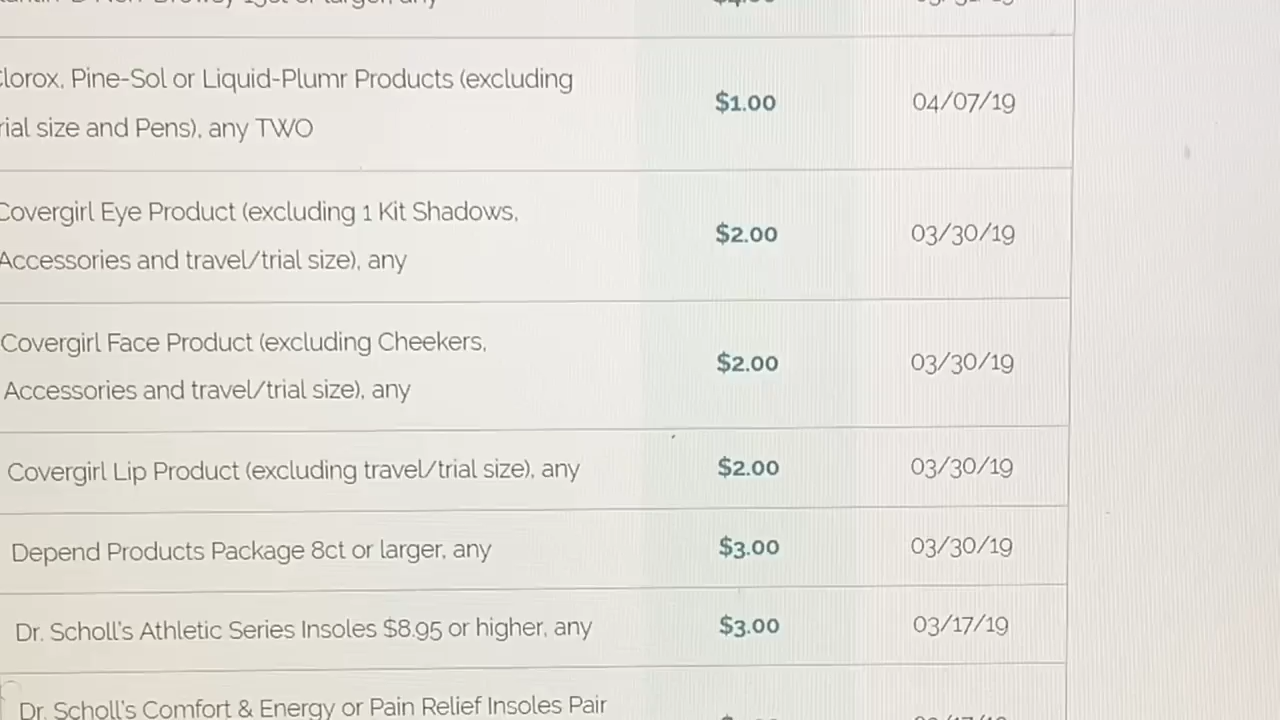 lorox, Pine-Sol or Liquid-Plumr Products (excluding
rial size and Pens), any TWO
$1.00
04/07/19
Covergirl Eye Product (excluding 1 Kit Shadows,
Accessories and travel/trial size), any
$2.00
03/30/19
Covergirl Face Product (excluding Cheekers,
Accessories and travel/trial size), any
$2.00
03/30/19
Covergirl Lip Product (excluding travel/trial size), any
$2.00
03/30/19
Depend Products Package 8ct or larger, any
$3.00
03/30/19
Dr. Scholl's Athletic Series Insoles $8.95 or higher, any
$3.00
03/17/19
Dr. Scholl's Comfort & Energy or Pain Relief Insoles Pair